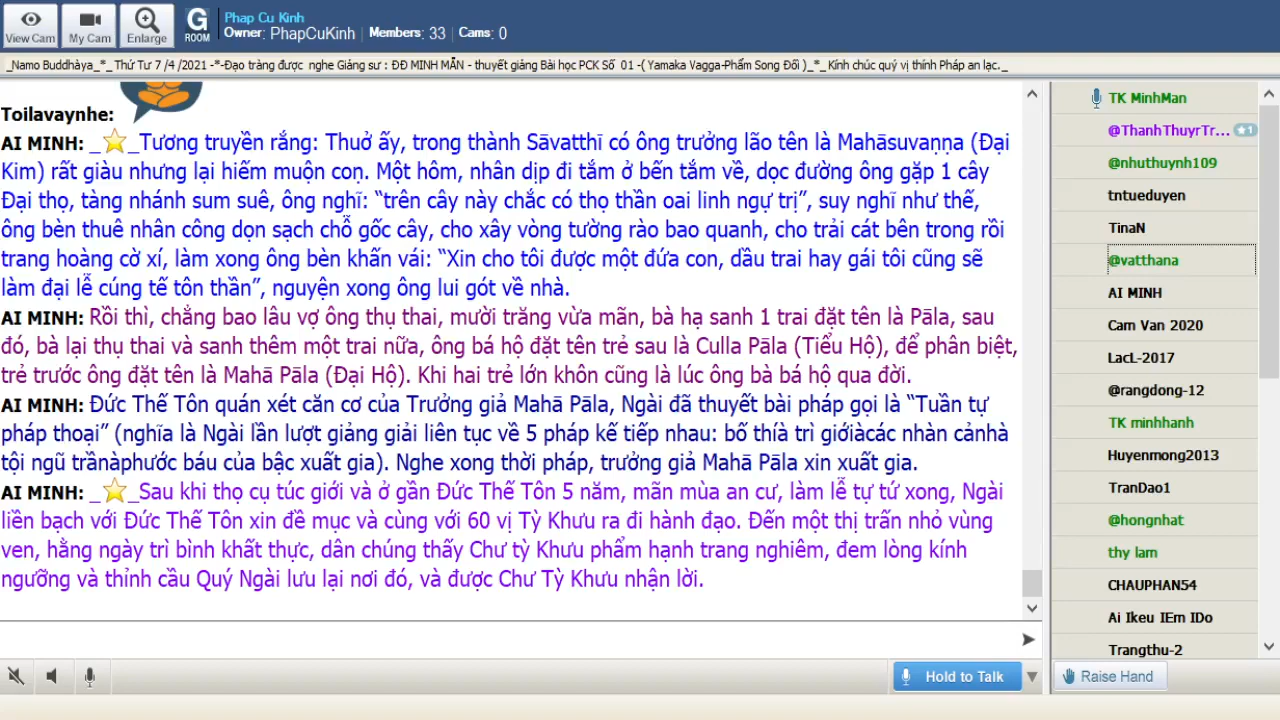 View Cam
My Cam
Enlarge
G
ROOM
Phap Cu Kinh
Owner: PhapCuKinh | Members: 33 | Cams: 0
_Namo Buddhàya_*_ Thứ Tư 7 /4 /2021 -*-Đạo tràng được nghe Giảng sư : ĐĐ MINH MẪN - thuyết giảng Bài học PCK Số 01 -( Yamaka Vagga-Phẩm Song Đối )_*_ Kính chúc quý vị thính Pháp an lạc._
Toilavaynhe:
AI MINH: _⭐_Tương truyền rằng: Thuở ấy, trong thành Sāvatthī có ông trưởng lão tên là Mahāsuvaṇṇa (Đại
Kim) rất giàu nhưng lại hiếm muộn con. Một hôm, nhân dịp đi tắm ở bến tắm về, dọc đường ông gặp 1 cây
Đại thọ, tàng nhánh sum suê, ông nghĩ: “trên cây này chắc có thọ thần oai linh ngự trị”, suy nghĩ như thế,
ông bèn thuê nhân công dọn sạch chỗ gốc cây, cho xây vòng tường rào bao quanh, cho trải cát bên trong rồi
trang hoàng cờ xí, làm xong ông bèn khấn vái: “Xin cho tôi được một đứa con, dầu trai hay gái tôi cũng sẽ
làm đại lễ cúng tế tôn thần”, nguyện xong ông lui gót về nhà.
AI MINH: Rồi thì, chẳng bao lâu vợ ông thụ thai, mười trăng vừa mãn, bà hạ sanh 1 trai đặt tên là Pāla, sau
đó, bà lại thụ thai và sanh thêm một trai nữa, ông bá hộ đặt tên trẻ sau là Culla Pāla (Tiểu Hộ), để phân biệt,
trẻ trước ông đặt tên là Mahā Pāla (Đại Hộ). Khi hai trẻ lớn khôn cũng là lúc ông bà bá hộ qua đời.
AI MINH: Đức Thế Tôn quán xét căn cơ của Trưởng giả Mahā Pāla, Ngài đã thuyết bài pháp gọi là “Tuần tự
pháp thoại” (nghĩa là Ngài lần lượt giảng giải liên tục về 5 pháp kế tiếp nhau: bố thíà trì giớiàcác nhàn cảnhà
tội ngũ trầnàphước báu của bậc xuất gia). Nghe xong thời pháp, trưởng giả Mahā Pāla xin xuất gia.
AI MINH: _⭐_Sau khi thọ cụ túc giới và ở gần Đức Thế Tôn 5 năm, mãn mùa an cư, làm lễ tự tứ xong, Ngài
liền bạch với Đức Thế Tôn xin đề mục và cùng với 60 vị Tỳ Khưu ra đi hành đạo. Đến một thị trấn nhỏ vùng
ven, hằng ngày trì bình khất thực, dân chúng thấy Chư tỳ Khưu phẩm hạnh trang nghiêm, đem lòng kính
ngưỡng và thỉnh cầu Quý Ngài lưu lại nơi đó, và được Chư Tỳ Khưu nhận lời.
TK MinhMan
@ThanhThuyrTr... ★1
@nhuthuynh109
tntueduyen
TinaN
@vatthana
AI MINH
Cam Van 2020
LacL-2017
@rangdong-12
TK minhhanh
Huyenmong2013
TranDao1
@hongnhat
thy lam
CHAUPHAN54
Ai Ikeu IEm IDo
Trangthu-2
Hold to Talk
Raise Hand